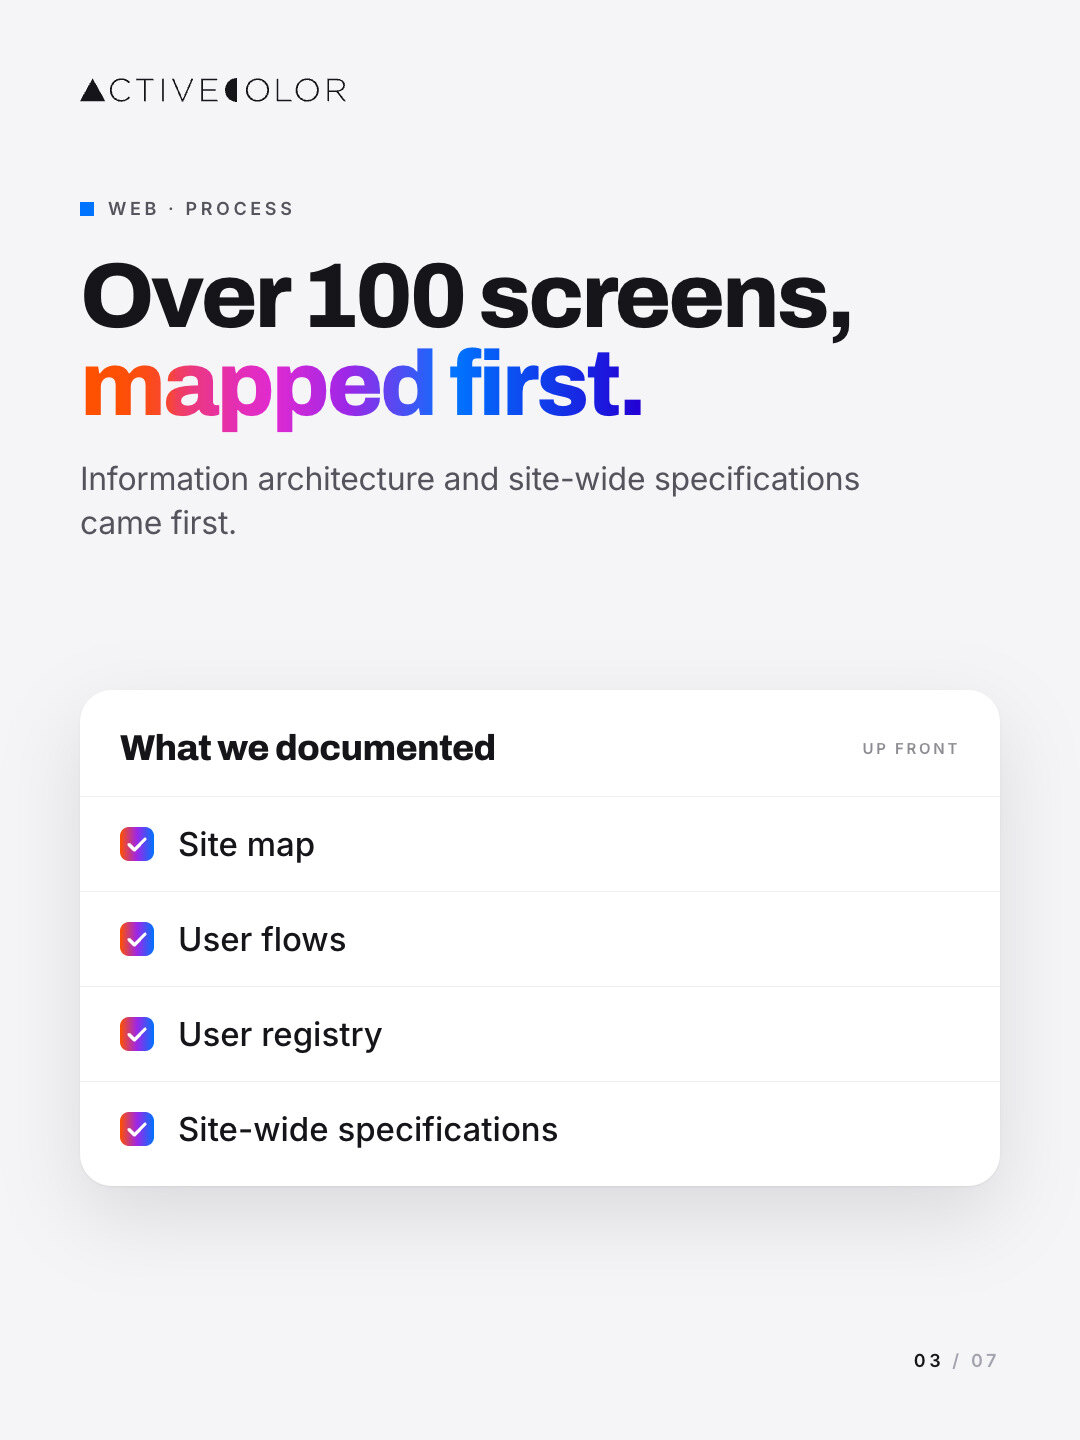 ACTIVECOLOR
WEB · PROCESS
Over 100 screens,
mapped first.
Information architecture and site-wide specifications
came first.
What we documented
UP FRONT
Site map
User flows
User registry
Site-wide specifications
03 / 07